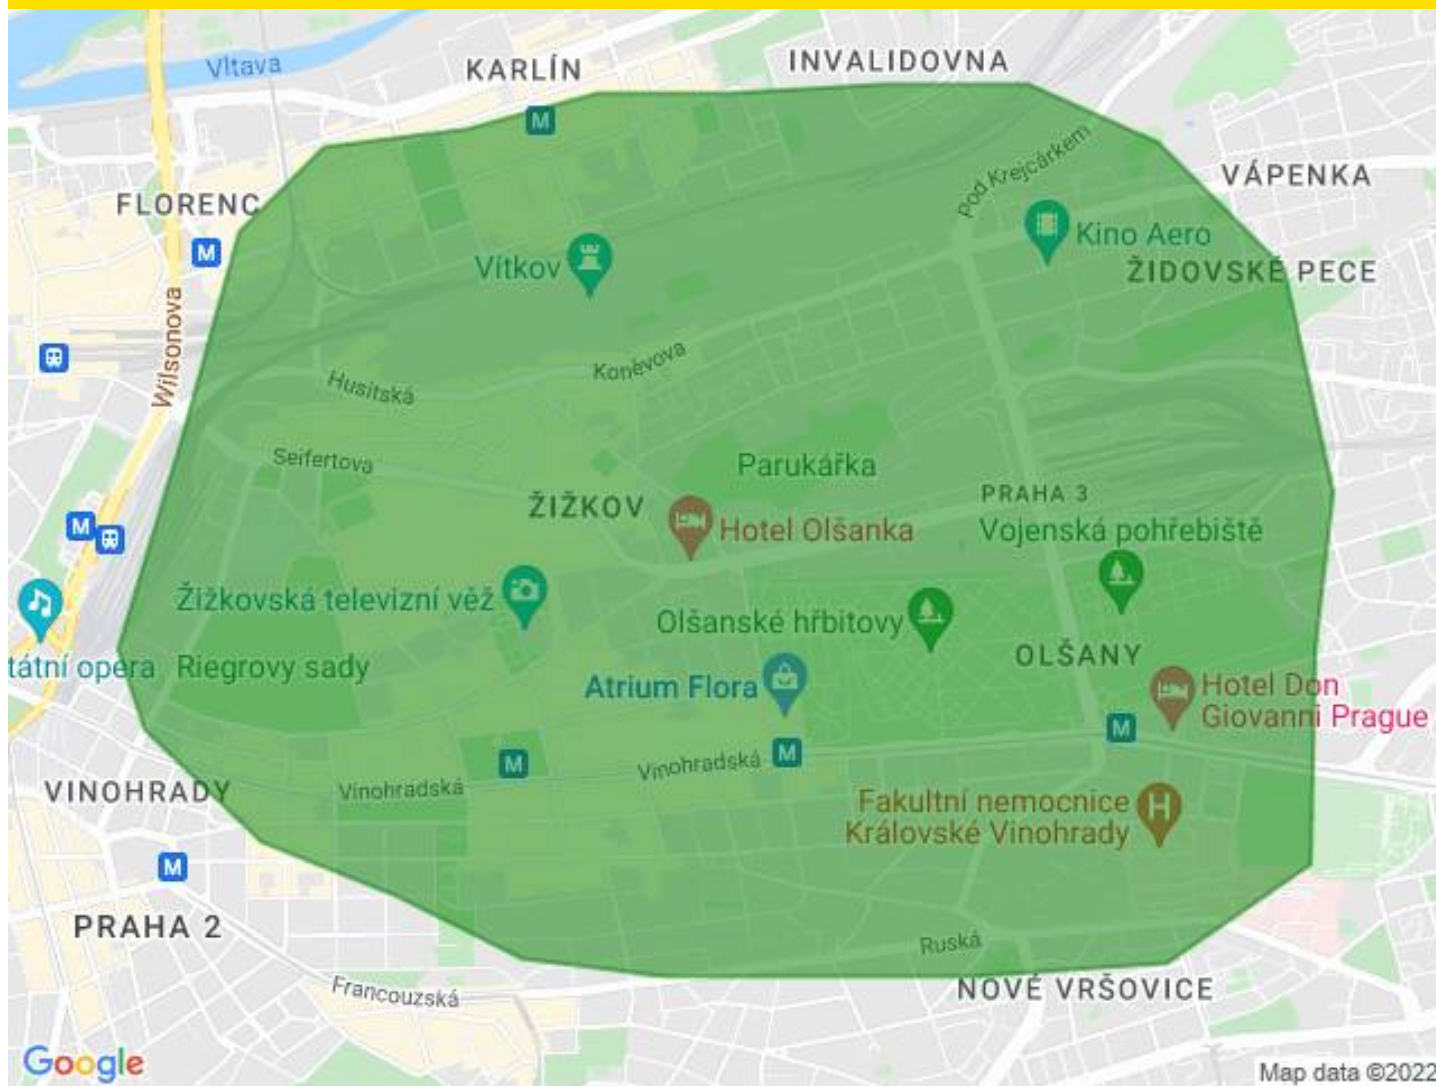 Vltava
KARLÍN
INVALIDOVNA
M
Pod Krejcárkem
VÁPENKA
FLORENC
M
Kino Aero
Vítkov
ŽIDOVSKÉ PECE
Wilsonova
Koněvova
Husitská
Seifertova
Parukářka
ŽIŽKOV
PRAHA 3
Hotel Olšanka
Vojenská pohřebiště
M
Žižkovská televizní věž
Olšanské hřbitovy
tátní opera
Riegrovy sady
OLŠANY
Atrium Flora
Hotel Don
Giovanni Prague
M
M
M
Vinohradská
Vinohradská
VINOHRADY
Fakultní nemocnice
Královské Vinohrady
H
M
PRAHA 2
Ruská
Francouzská
NOVÉ VRŠOVICE
Google
Map data ©2022